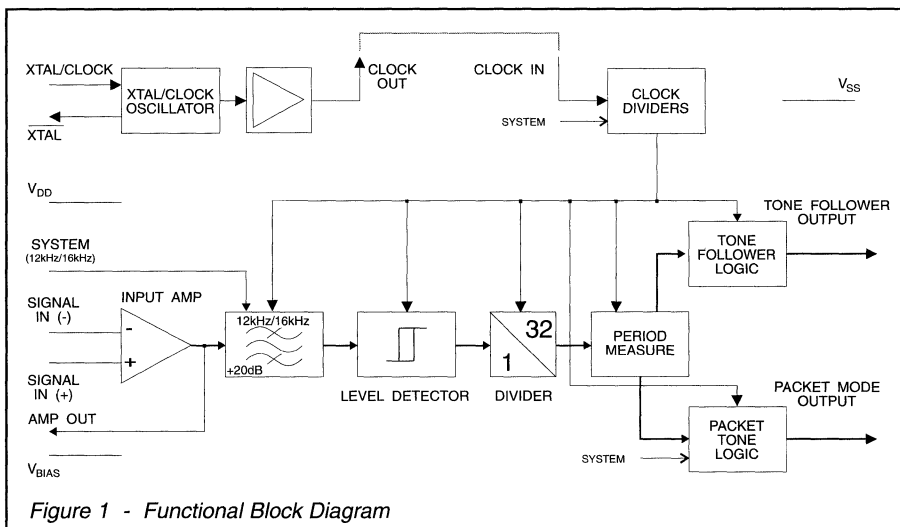 XTAL/CLOCK
XTAL
XTAL/CLOCK
OSCILLATOR
CLOCK
OUT
CLOCK IN
SYSTEM
CLOCK
DIVIDERS
VSS
VDD
SYSTEM
(12kHz/16kHz)
SIGNAL
IN (-)
INPUT AMP
-
+
SIGNAL
IN (+)
AMP OUT
VBIAS
12kHz/16kHz
+20dB
LEVEL DETECTOR
32
1
DIVIDER
PERIOD
MEASURE
TONE
FOLLOWER
LOGIC
TONE FOLLOWER
OUTPUT
SYSTEM
PACKET
TONE
LOGIC
PACKET MODE
OUTPUT
Figure 1 - Functional Block Diagram